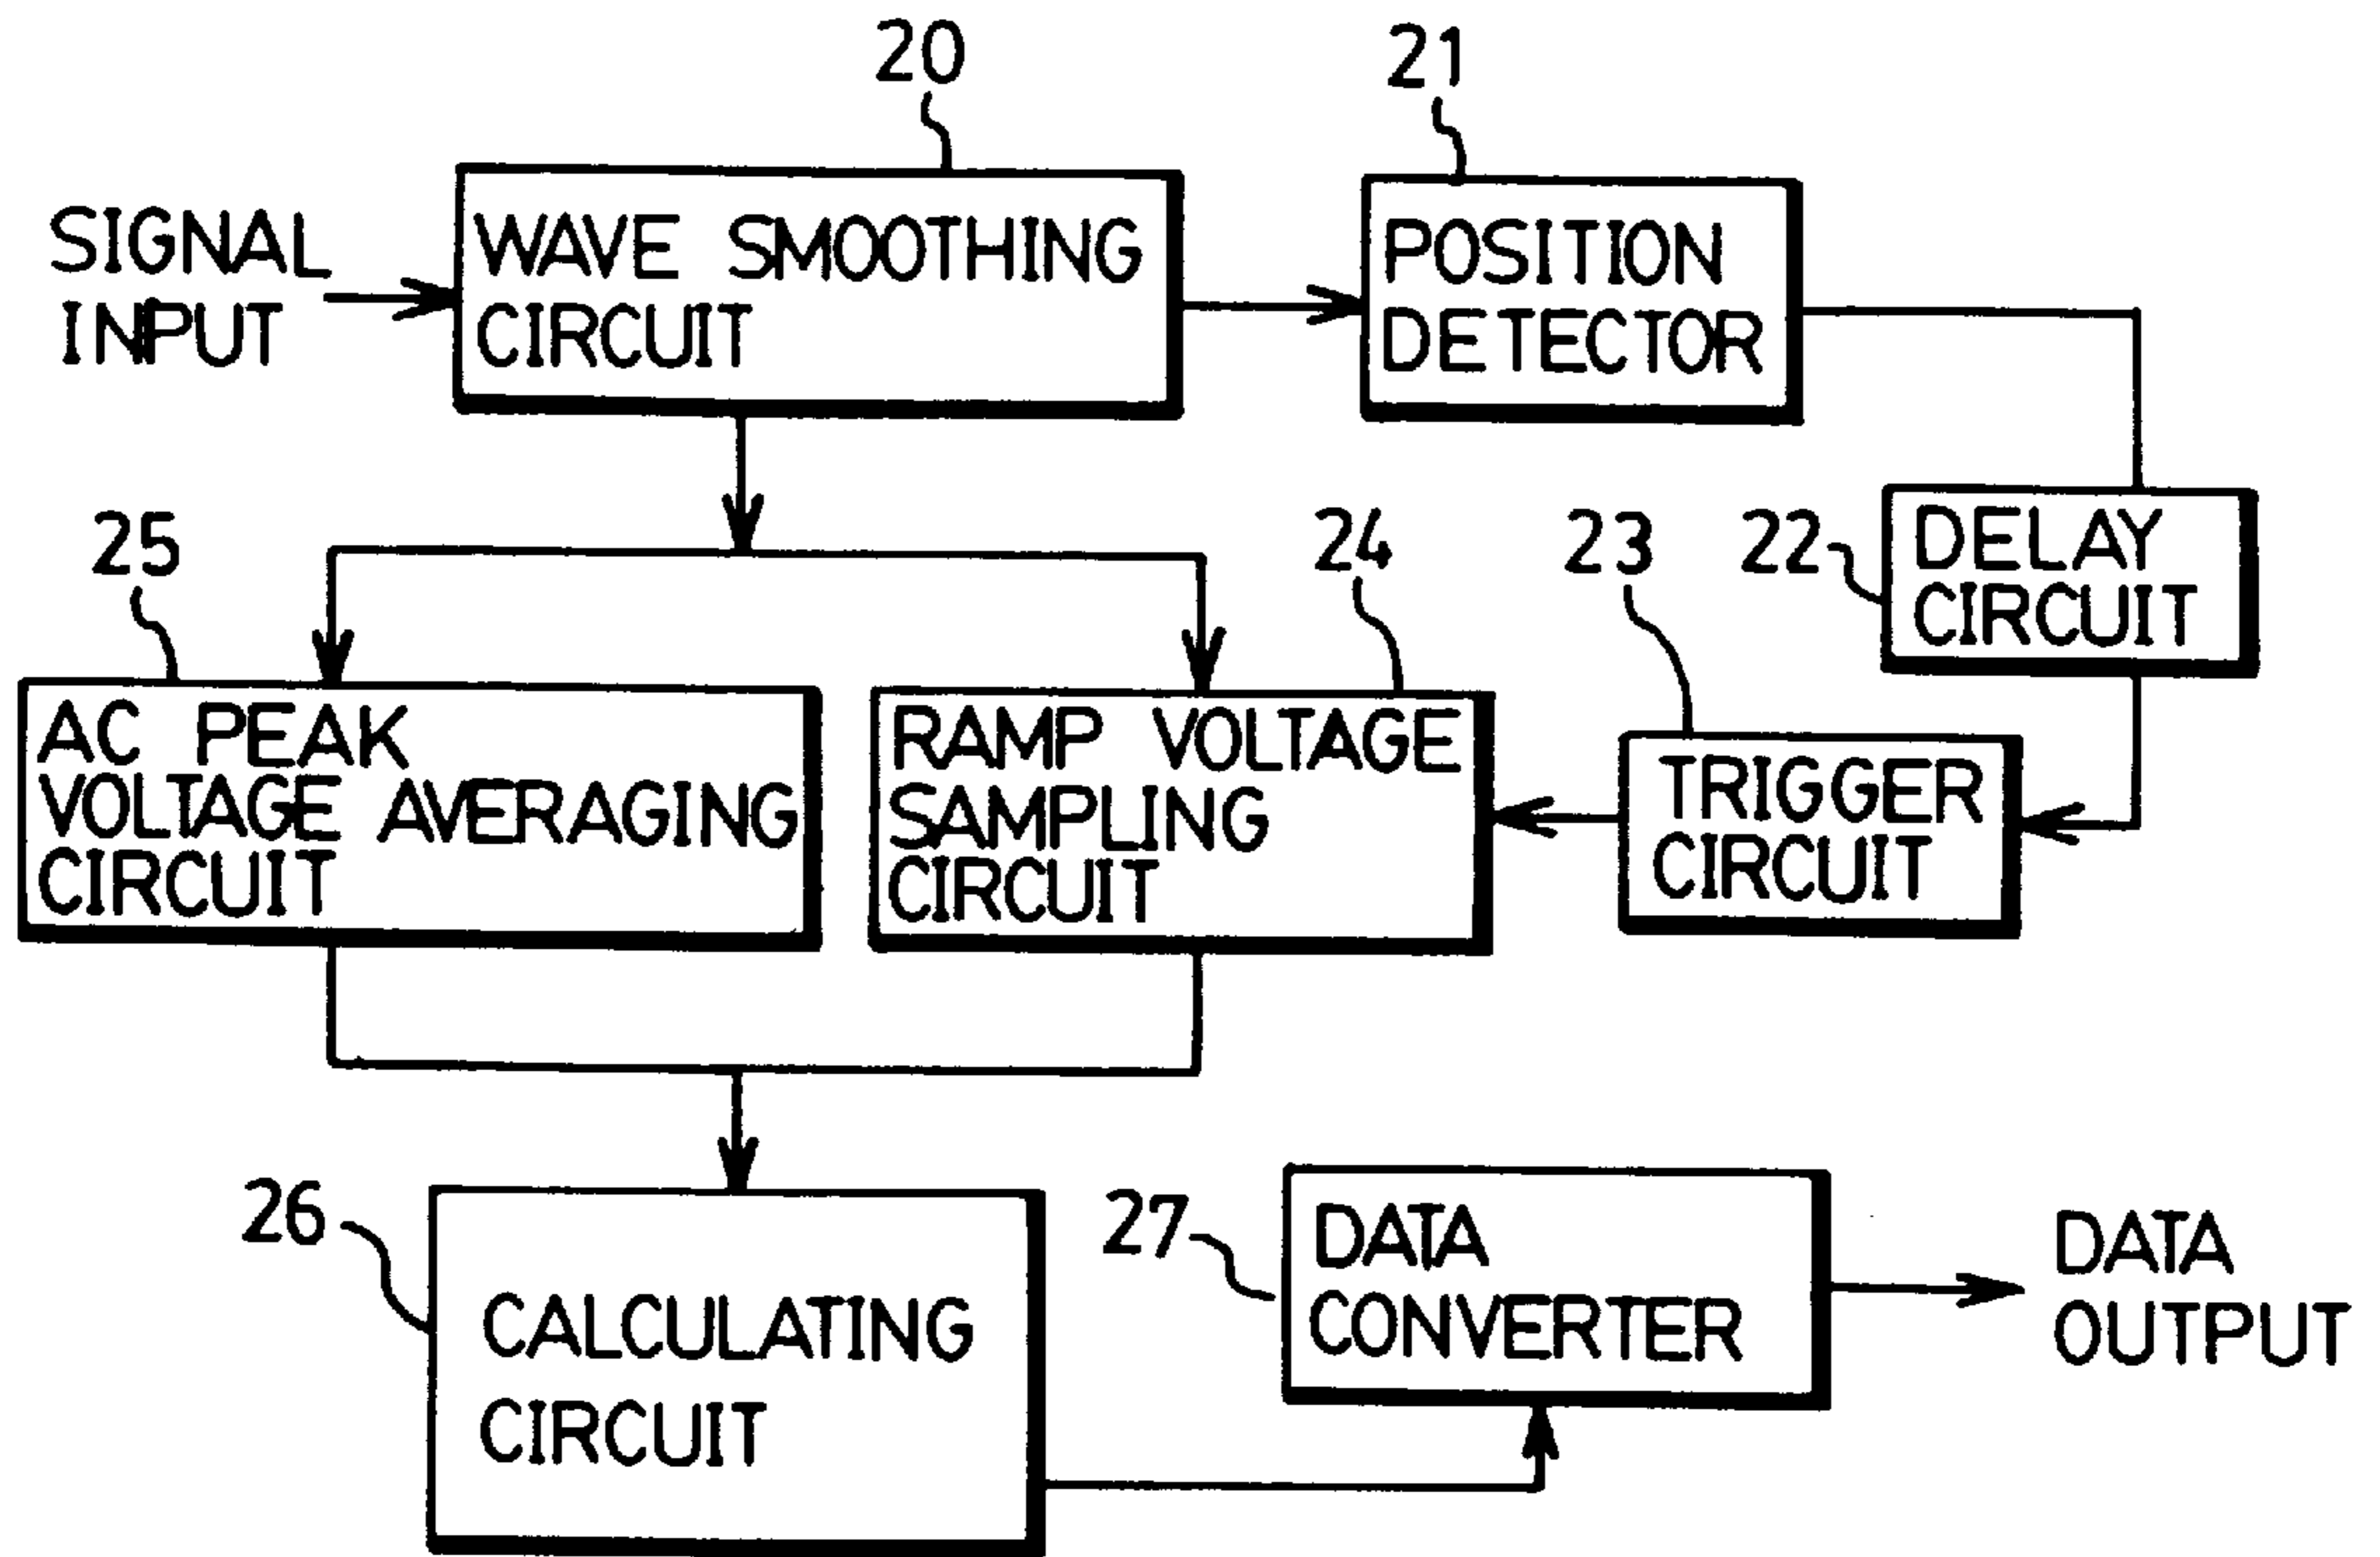 20
21
SIGNAL
INPUT
WAVE SMOOTHING
CIRCUIT
POSITION
DETECTOR
25
24
23
22
DELAY
CIRCUIT
AC PEAK
VOLTAGE AVERAGING
CIRCUIT
RAMP VOLTAGE
SAMPLING
CIRCUIT
TRIGGER
CIRCUIT
26
CALCULATING
CIRCUIT
27
DATA
CONVERTER
DATA
OUTPUT